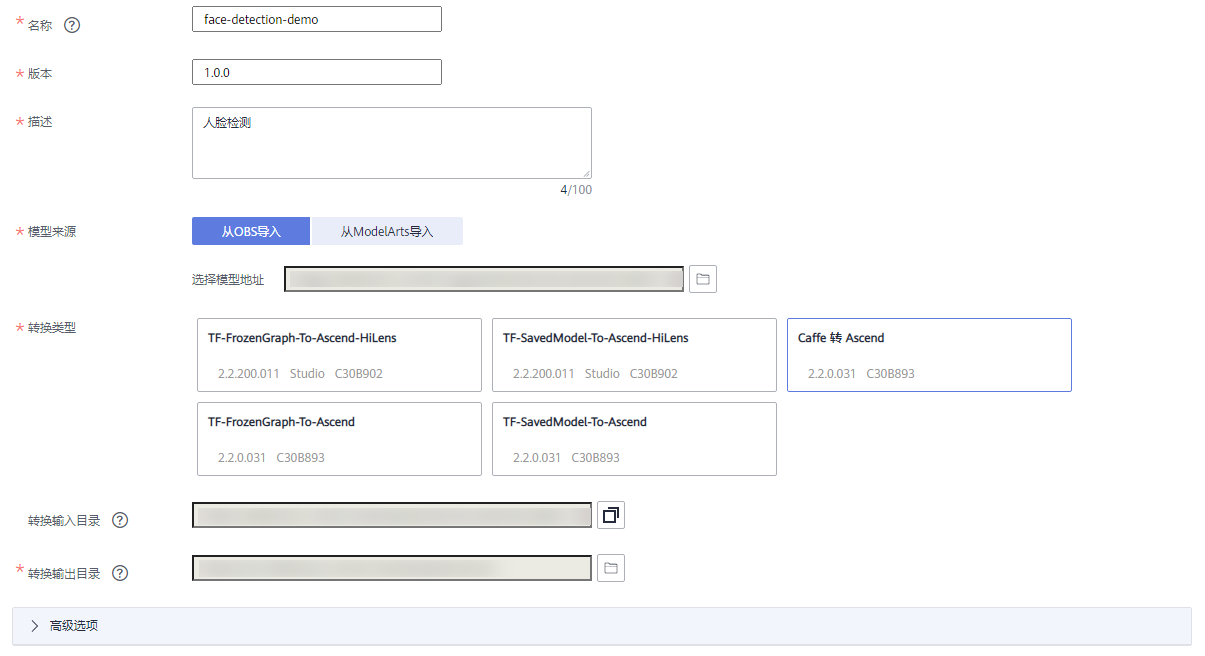 * 名称 ? face-detection-demo
* 版本 1.0.0
* 描述 人脸检测
4/100
* 模型来源 从OBS导入 从ModelArts导入
选择模型地址
* 转换类型
TF-FrozenGraph-To-Ascend-HiLens TF-SavedModel-To-Ascend-HiLens Caffe 转 Ascend
2.2.200.011 Studio C30B902 2.2.200.011 Studio C30B902 2.2.0.031 C30B893
TF-FrozenGraph-To-Ascend TF-SavedModel-To-Ascend
2.2.0.031 C30B893 2.2.0.031 C30B893
转换输入目录 ?
* 转换输出目录 ?
高级选项